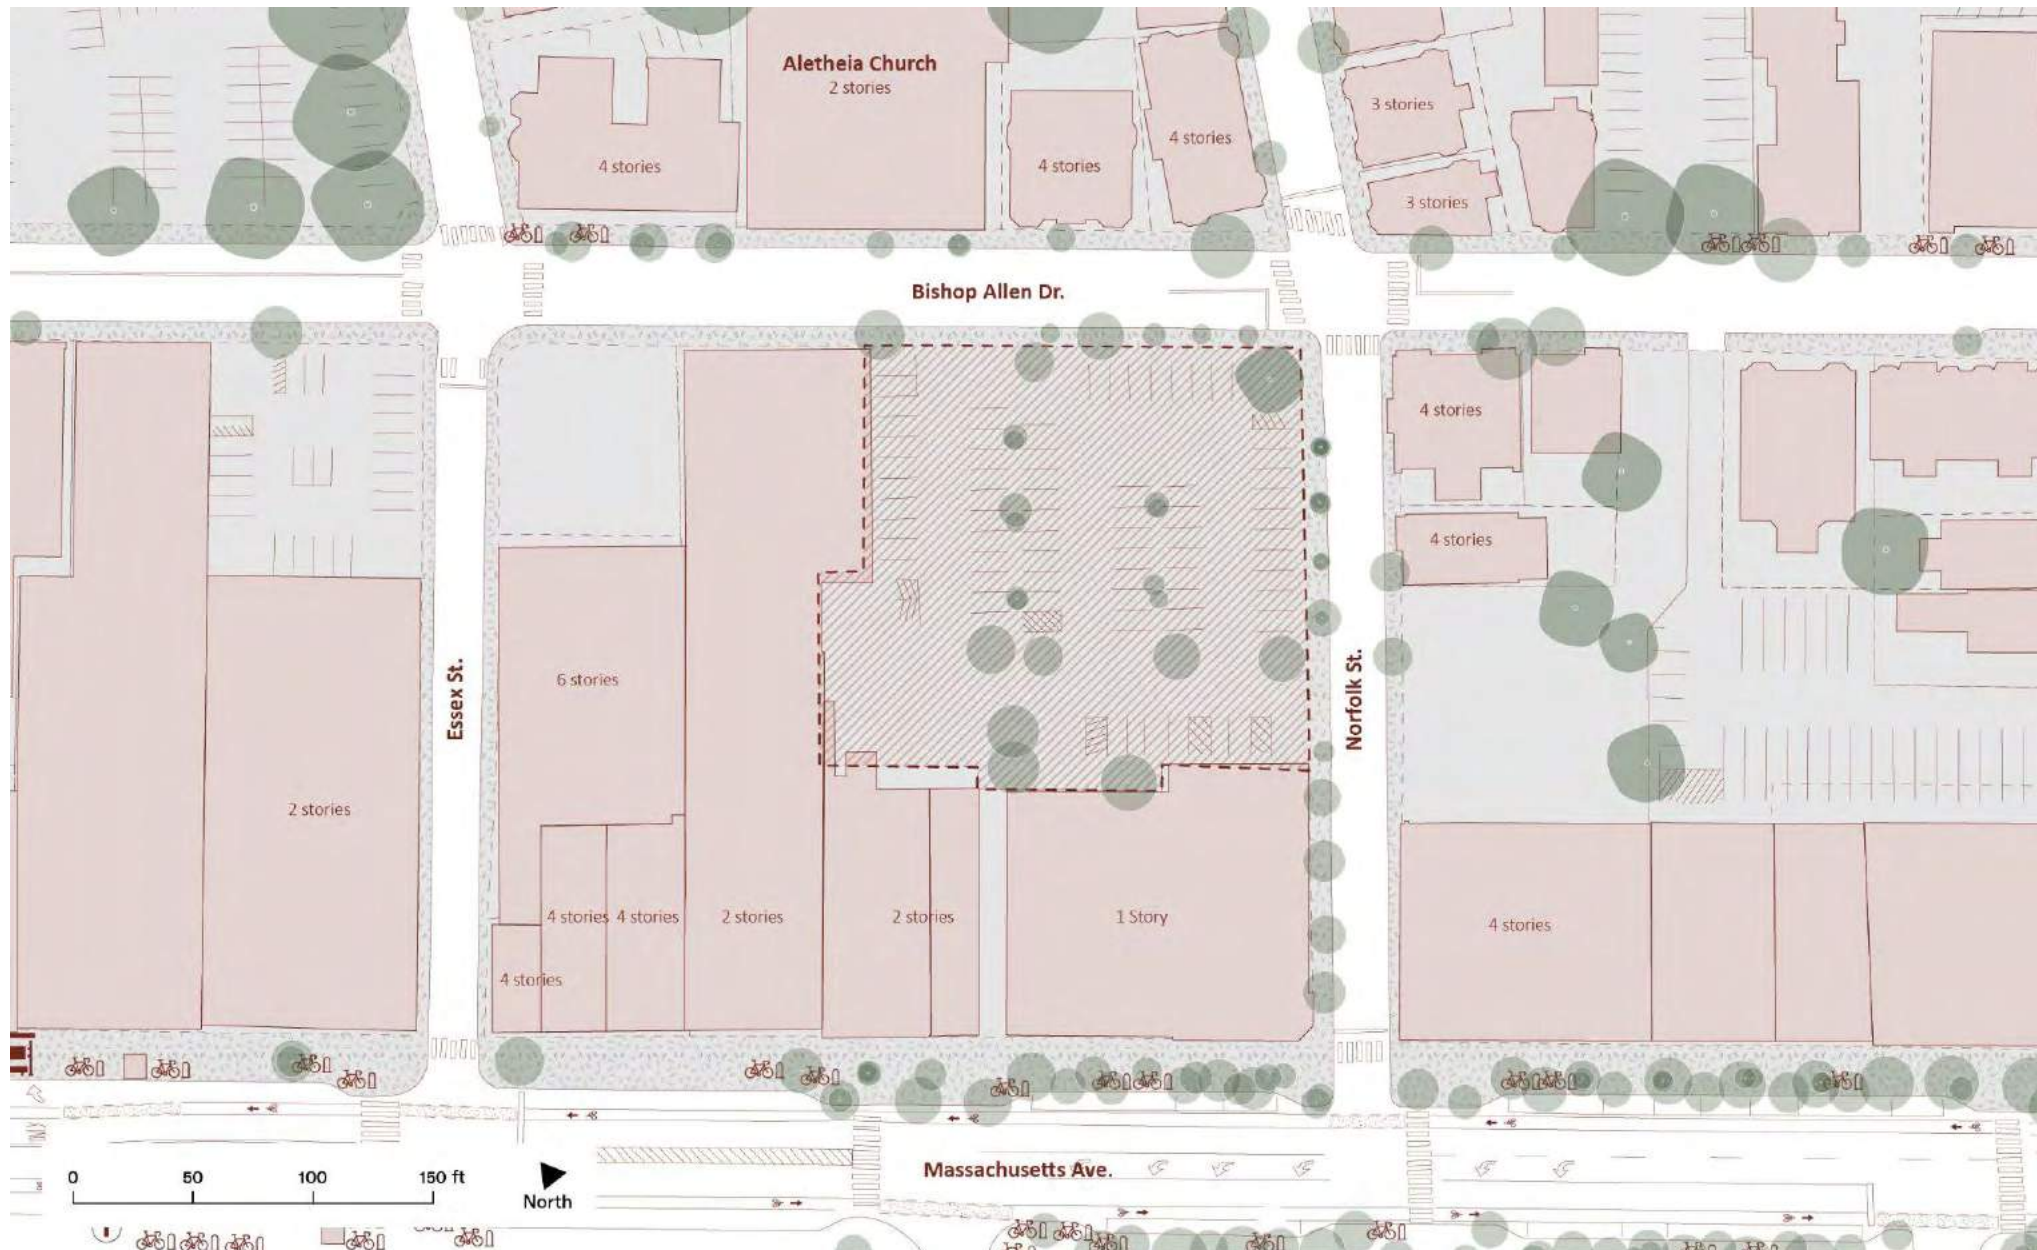 Aletheia Church
2 stories
4 stories
4 stories
4 stories
3 stories
3 stories
Bishop Allen Dr.
4 stories
4 stories
6 stories
Essex St.
Norfolk St.
2 stories
4 stories
4 stories
2 stories
2 stories
1 Story
4 stories
4 stories
Massachusetts Ave.
0 50 100 150 ft
North